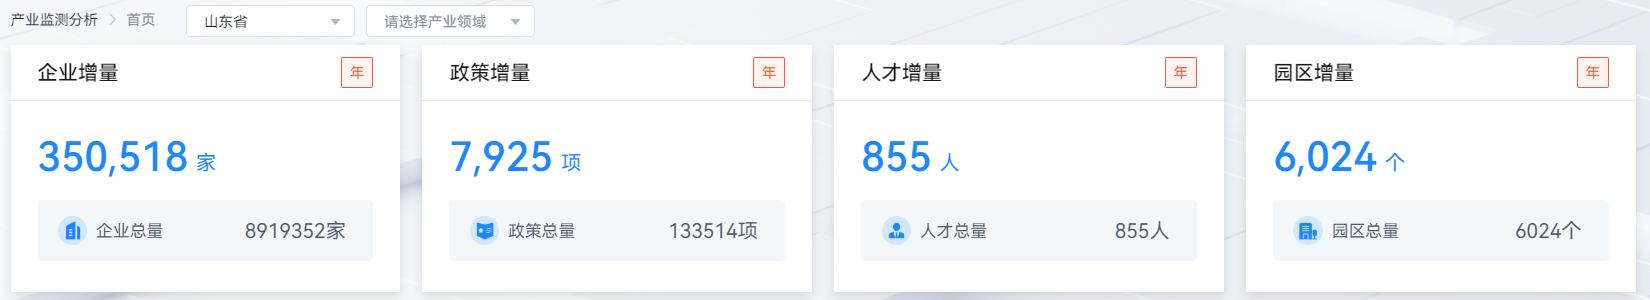 产业监测分析 > 首页 山东省 请选择产业领域
企业增量 年
350,518 家
企业总量 8919352家
政策增量 年
7,925 项
政策总量 133514项
人才增量 年
855 人
人才总量 855人
园区增量 年
6,024 个
园区总量 6024个